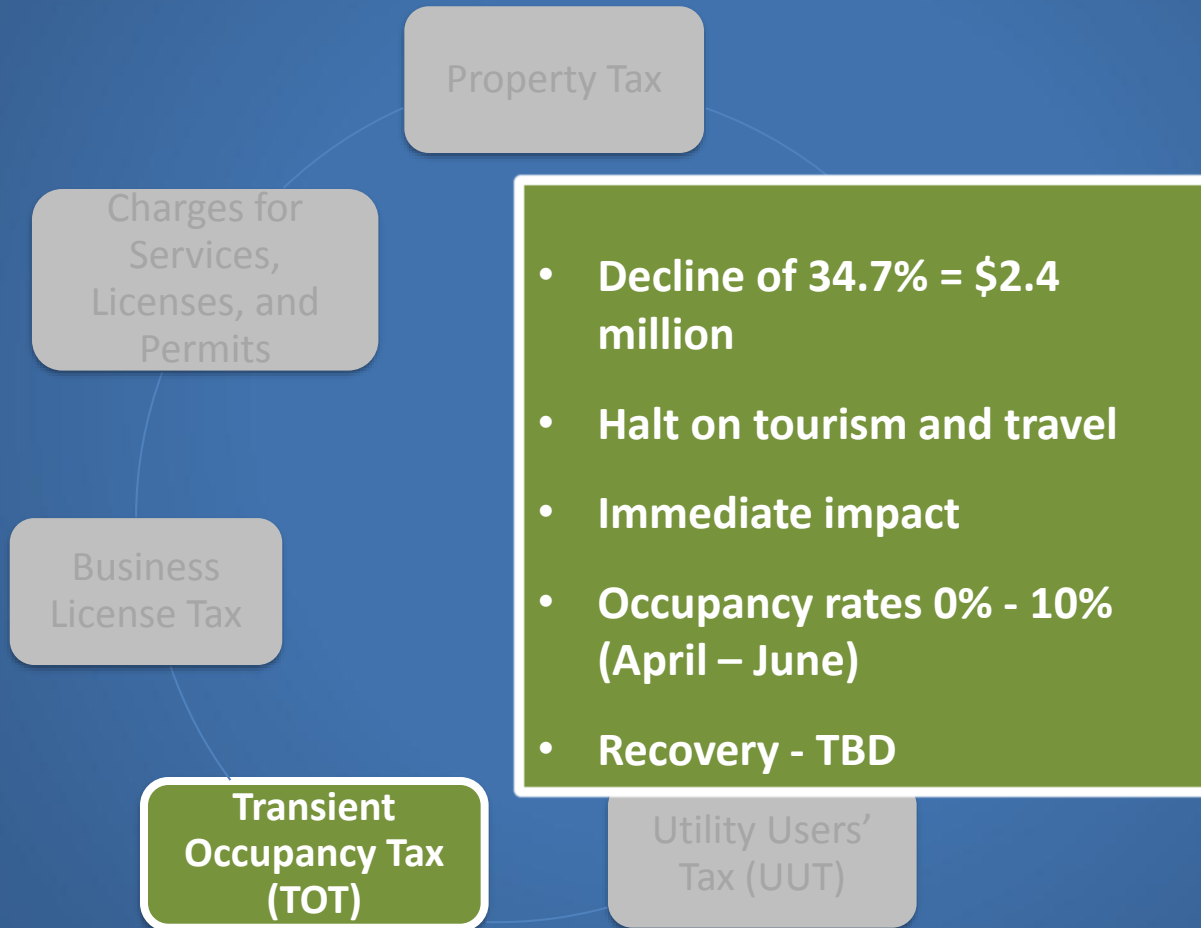 Property Tax
Charges for
Services,
Licenses, and
Permits
• Decline of 34.7% = $2.4
million
• Halt on tourism and travel
• Immediate impact
• Occupancy rates 0% - 10%
(April – June)
• Recovery - TBD
Business
License Tax
Transient
Occupancy Tax
(TOT)
Utility Users’
Tax (UUT)